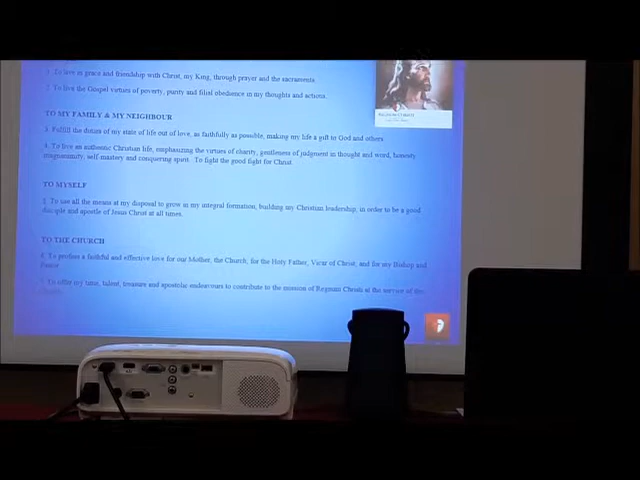 1. To live in grace and friendship with Christ, my King, through prayer and the sacraments.
2. To live the Gospel virtues of poverty, purity and filial obedience in my thoughts and actions.
TO MY FAMILY & MY NEIGHBOUR
3. Fulfill the duties of my state of life out of love, as faithfully as possible, making my life a gift to God and others.
4. To live an authentic Christian life, emphasizing the virtues of charity, gentleness of judgment in thought and word, honesty,
magnanimity, self-mastery and conquering spirit. To fight the good fight for Christ.
TO MYSELF
5. To use all the means at my disposal to grow in my integral formation, building my Christian leadership, in order to be a good
disciple and apostle of Jesus Christ at all times.
TO THE CHURCH
6. To profess a faithful and effective love for our Mother, the Church, for the Holy Father, Vicar of Christ, and for my Bishop and
Pastor
7. To offer my time, talent, treasure and apostolic endeavours to contribute to the mission of Regnum Christi at the service of the